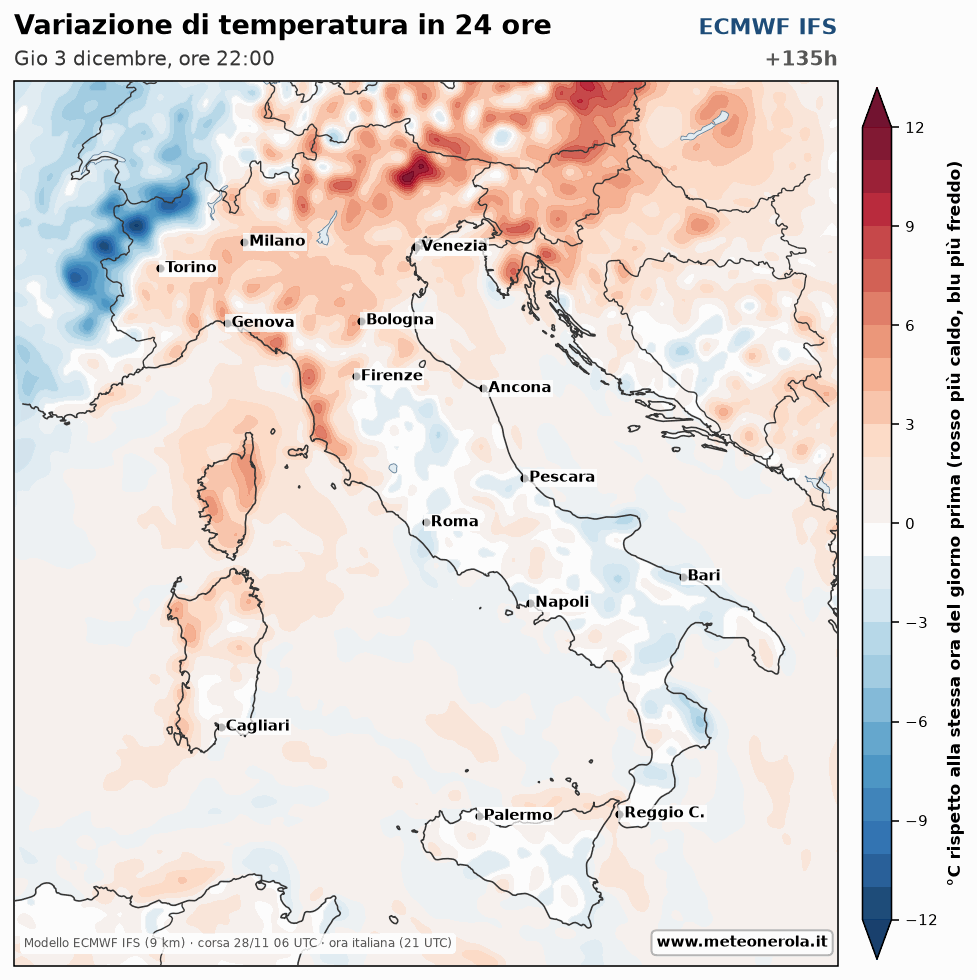 Variazione di temperatura in 24 ore
ECMWF IFS
Gio 3 dicembre, ore 22:00
+135h
Milano
Venezia
Torino
Genova
Bologna
Firenze
Ancona
Pescara
Roma
Bari
Napoli
Cagliari
Palermo
Reggio C.
12
9
6
3
0
−3
−6
−9
−12
°C rispetto alla stessa ora del giorno prima (rosso più caldo, blu più freddo)
Modello ECMWF IFS (9 km) · corsa 28/11 06 UTC · ora italiana (21 UTC)
www.meteonerola.it